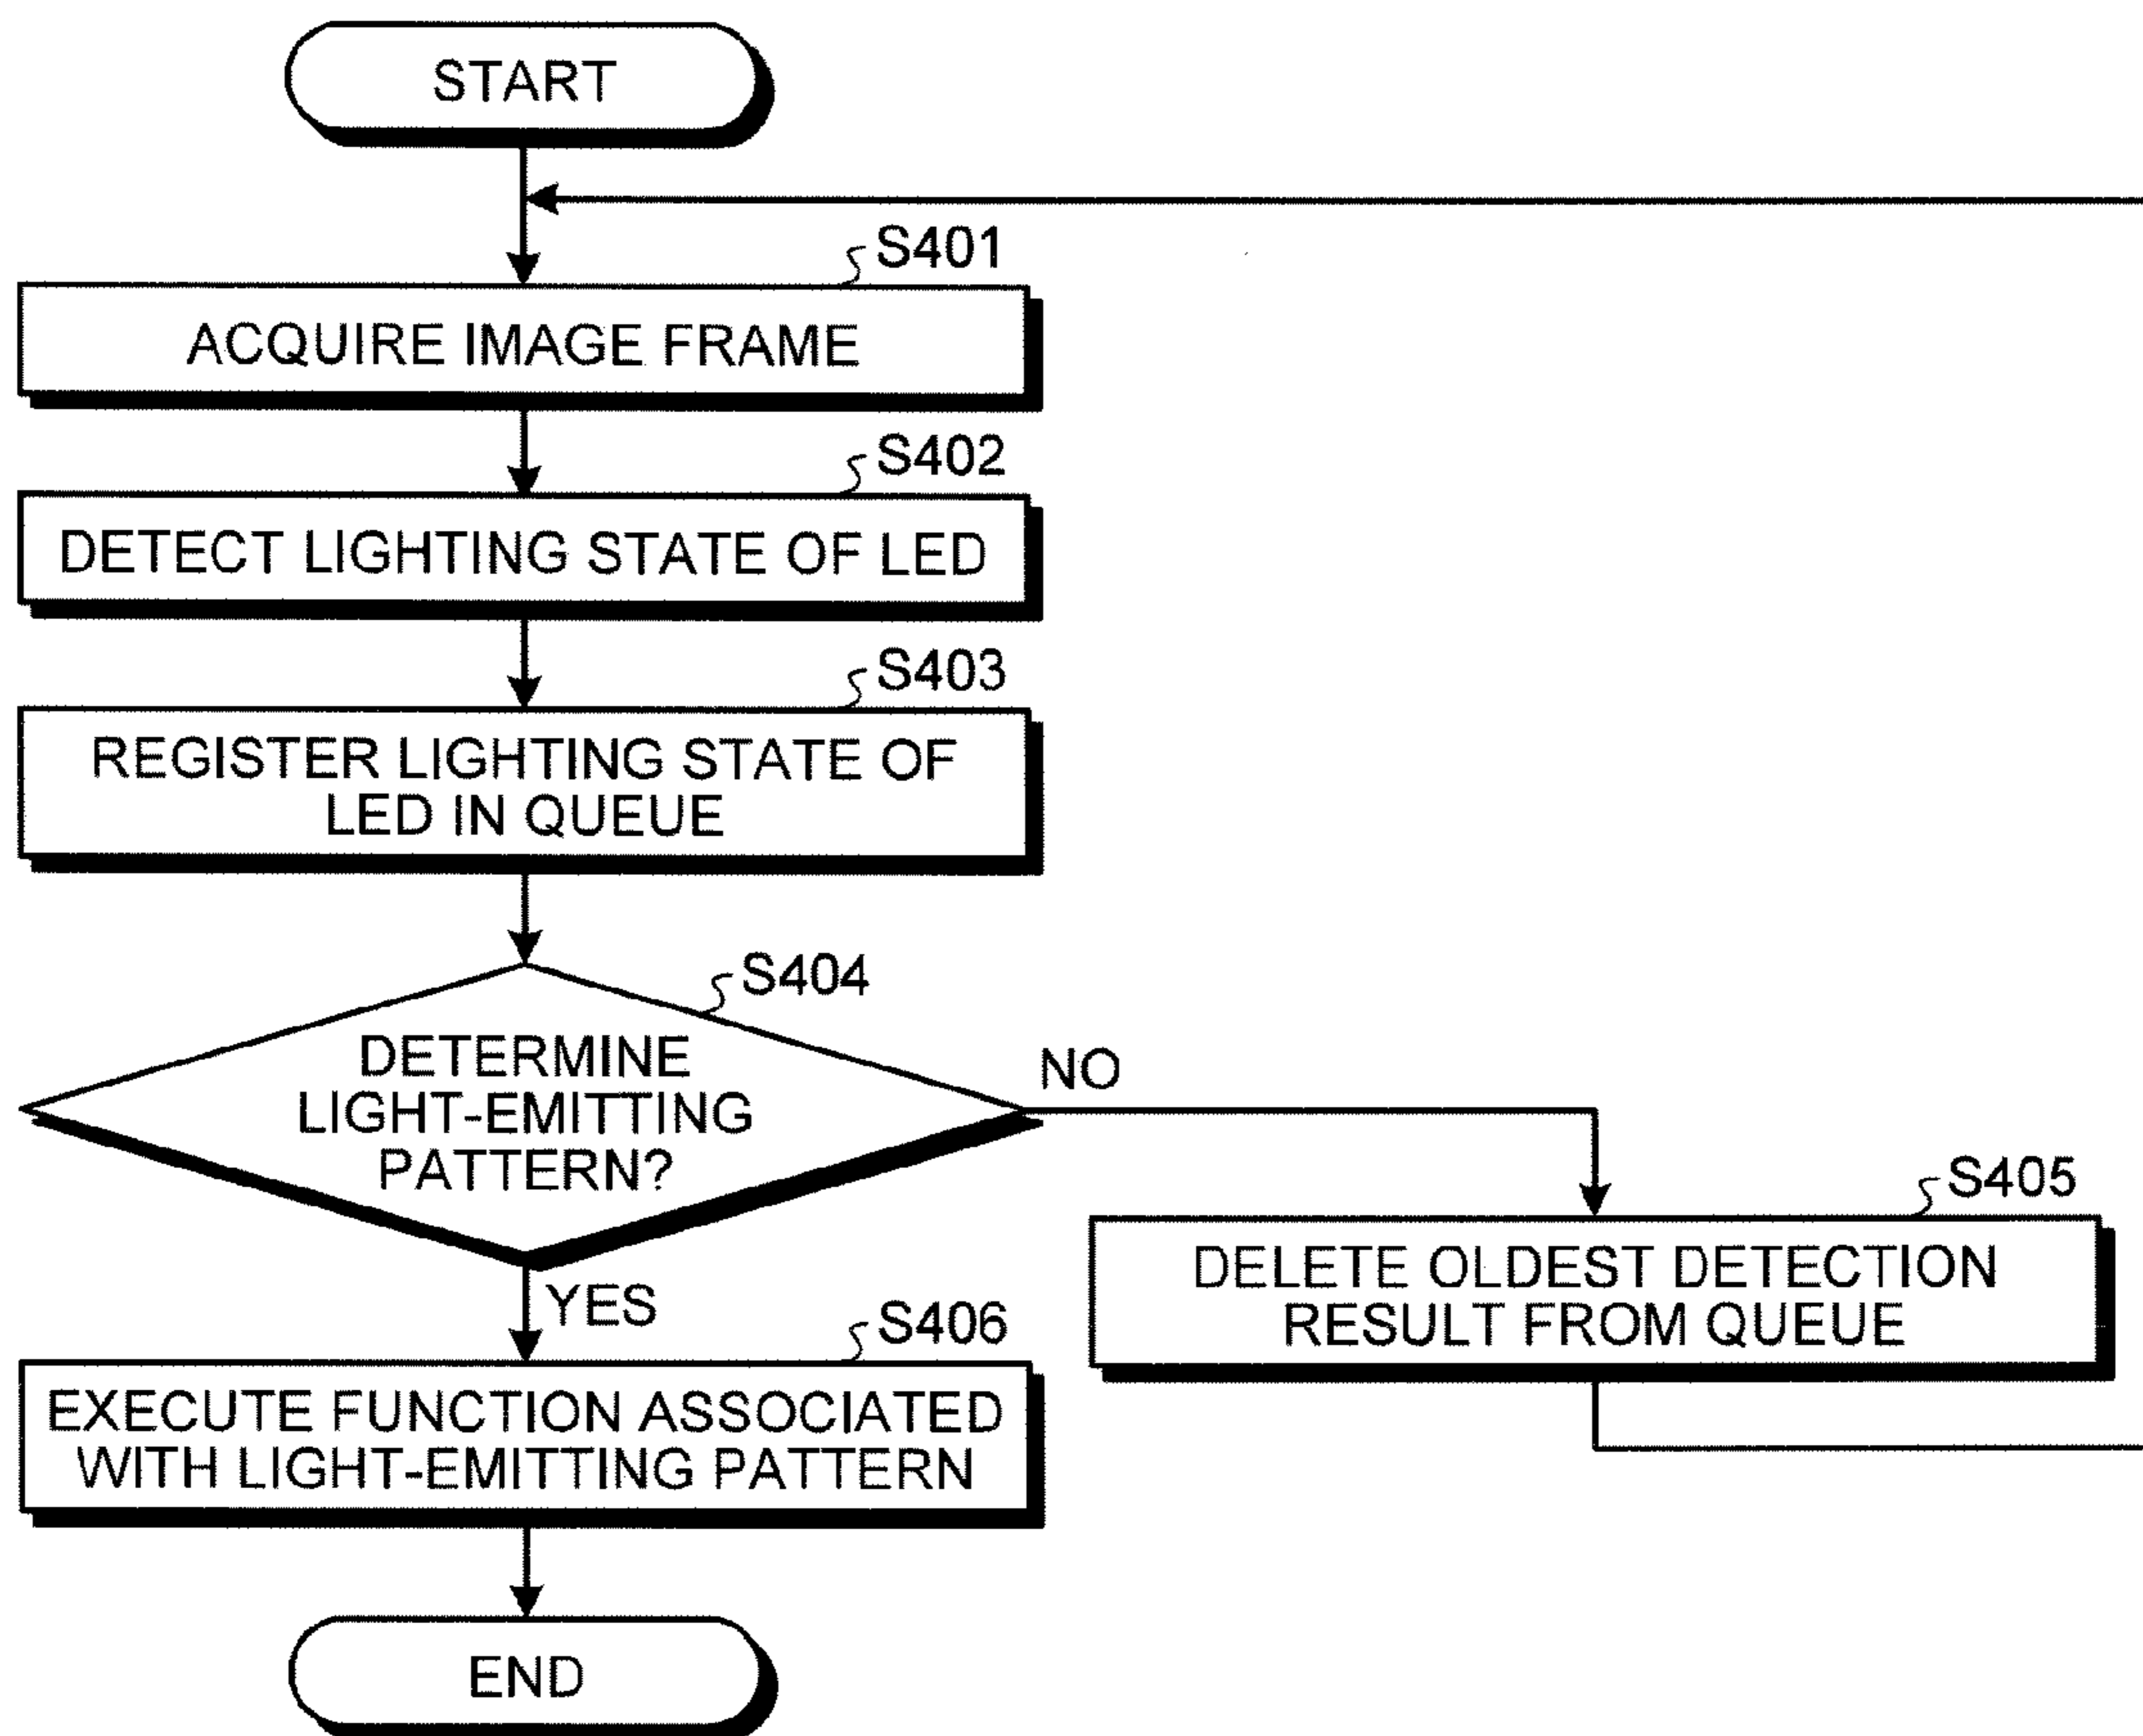 START
S401
ACQUIRE IMAGE FRAME
S402
DETECT LIGHTING STATE OF LED
S403
REGISTER LIGHTING STATE OF
LED IN QUEUE
S404
DETERMINE
LIGHT-EMITTING
PATTERN?
NO
S405
DELETE OLDEST DETECTION
RESULT FROM QUEUE
YES
S406
EXECUTE FUNCTION ASSOCIATED
WITH LIGHT-EMITTING PATTERN
END